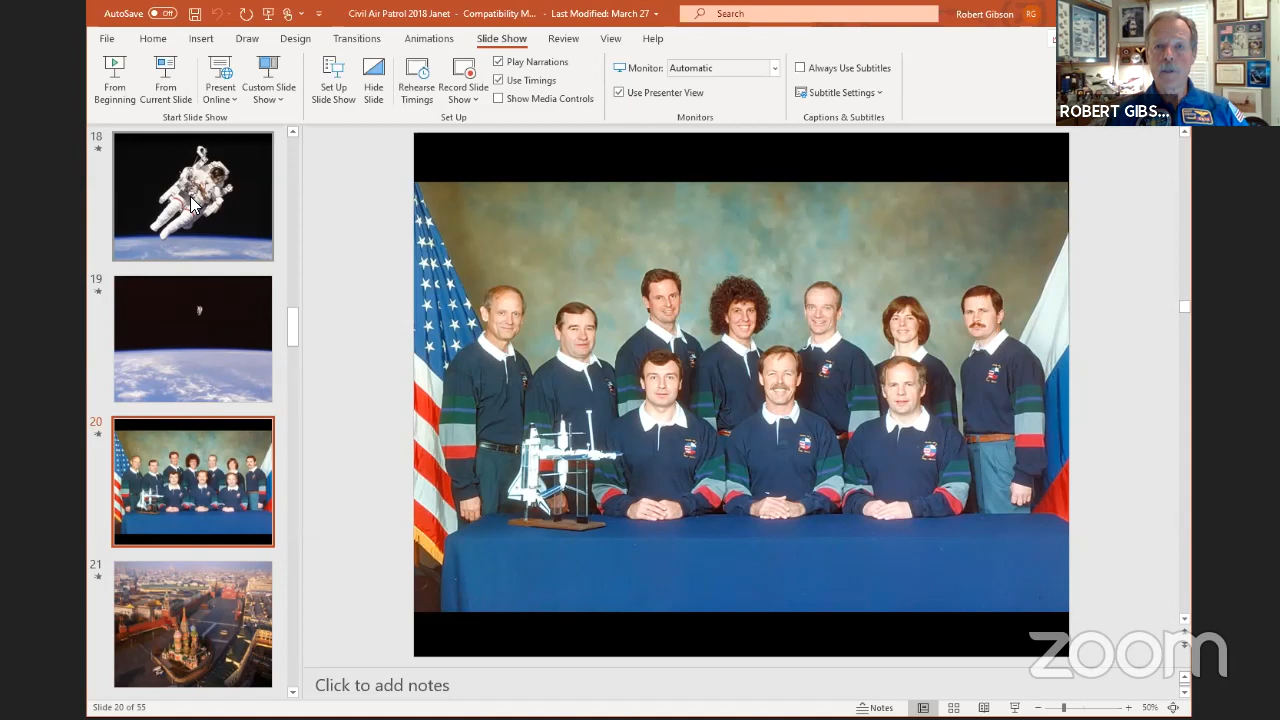 AutoSave Off Civil Air Patrol 2018 Janet - Compatibility M... - Last Modified: March 27 Search Robert Gibson RG
File Home Insert Draw Design Transitions Animations Slide Show Review View Help
From Beginning
From Current Slide
Present Online
Custom Slide Show
Start Slide Show
Set Up Slide Show
Hide Slide
Rehearse Timings
Record Slide Show
Play Narrations
Use Timings
Show Media Controls
Set Up
Monitor: Automatic
Use Presenter View
Monitors
Always Use Subtitles
Subtitle Settings
Captions & Subtitles
ROBERT GIBS...
18
19
20
21
zoom
Click to add notes
Slide 20 of 55 Notes 50%